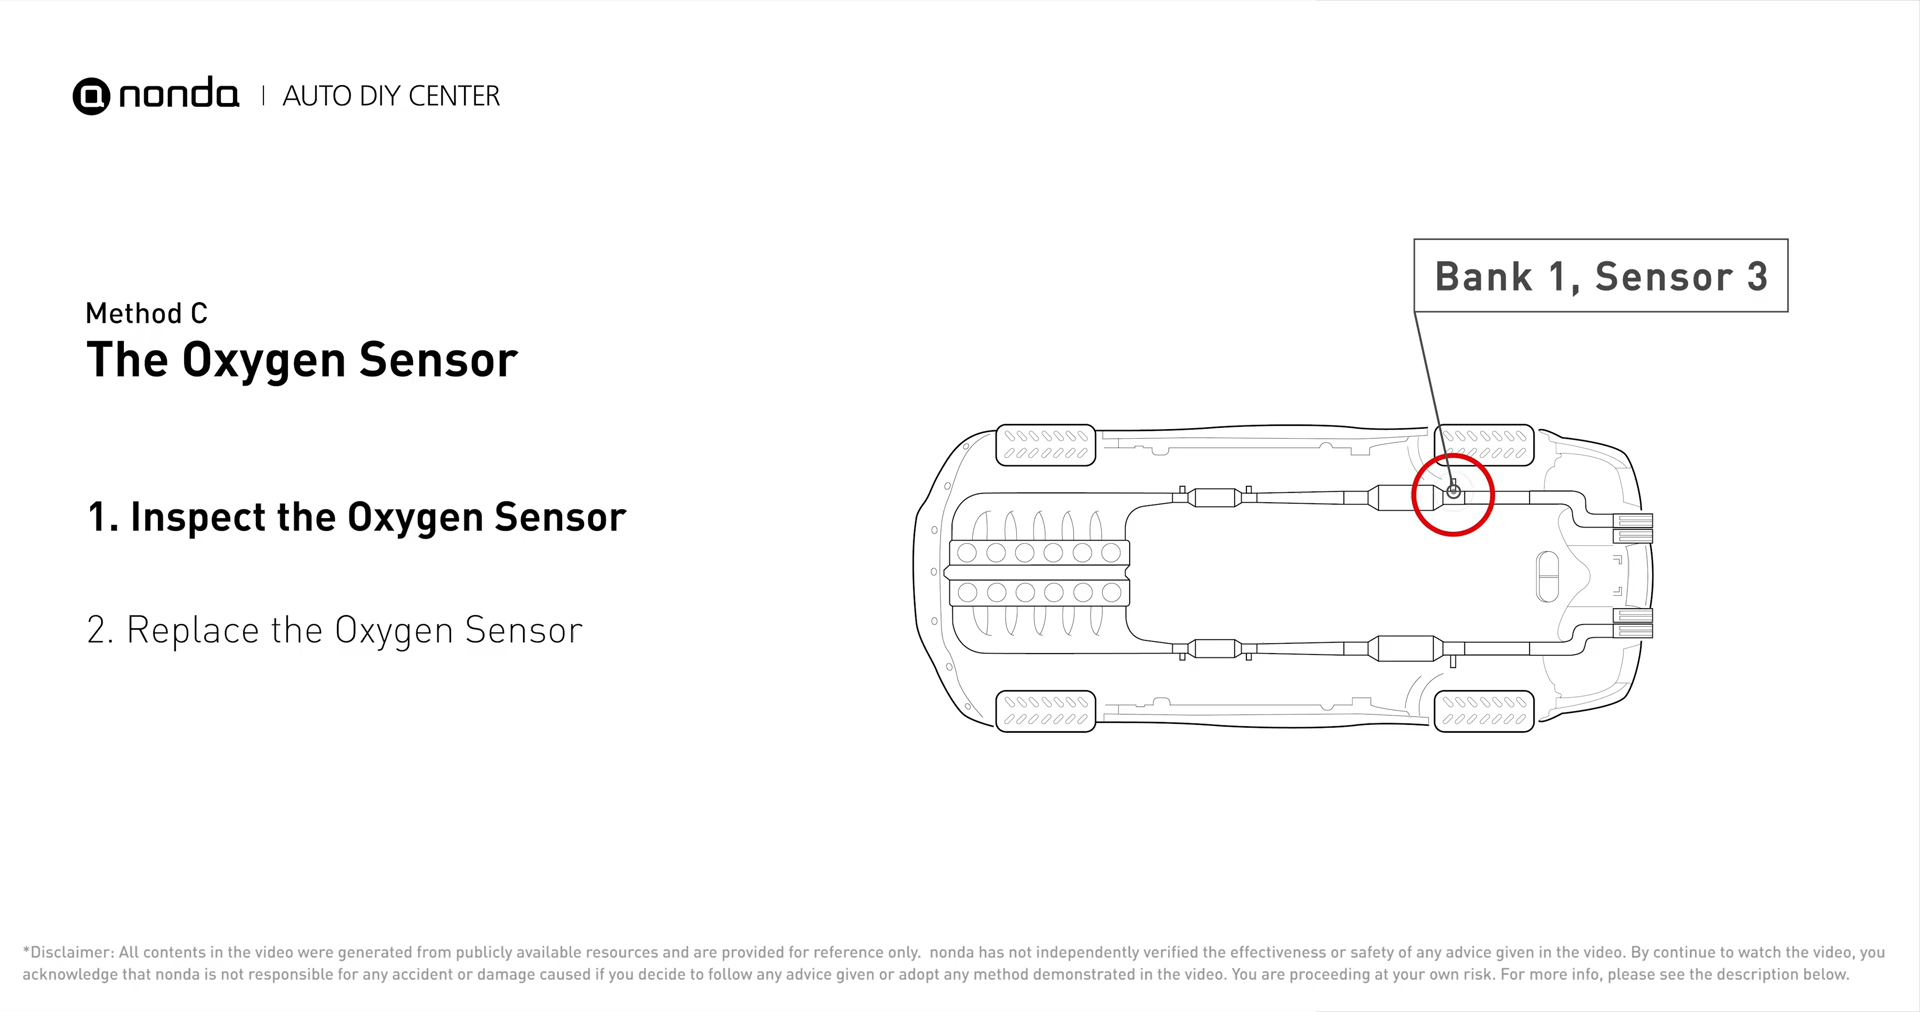 nonda | AUTO DIY CENTER
Bank 1, Sensor 3
Method C
The Oxygen Sensor
1. Inspect the Oxygen Sensor
2. Replace the Oxygen Sensor
*Disclaimer: All contents in the video were generated from publicly available resources and are provided for reference only.  nonda has not independently verified the effectiveness or safety of any advice given in the video. By continue to watch the video, you
acknowledge that nonda is not responsible for any accident or damage caused if you decide to follow any advice given or adopt any method demonstrated in the video. You are proceeding at your own risk. For more info, please see the description below.